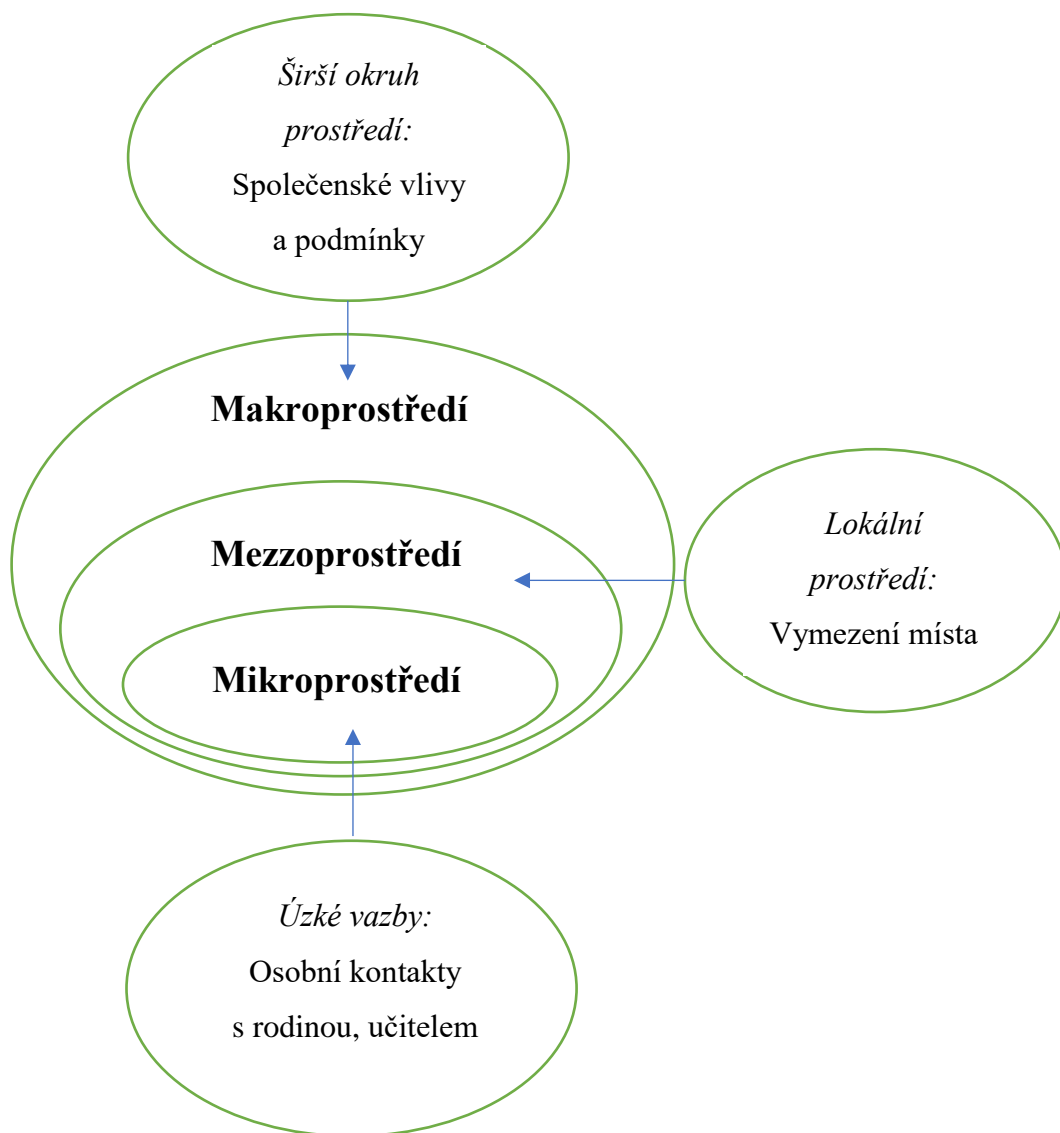 Širší okruh
prostředí:
Společenské vlivy
a podmínky
Makroprostředí
Mezzoprostředí
Lokální
prostředí:
Vymezení místa
Mikroprostředí
Úzké vazby:
Osobní kontakty
s rodinou, učitelem